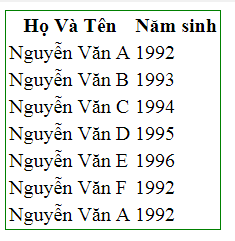 Họ Và Tên Năm sinh
Nguyễn Văn A 1992
Nguyễn Văn B 1993
Nguyễn Văn C 1994
Nguyễn Văn D 1995
Nguyễn Văn E 1996
Nguyễn Văn F 1992
Nguyễn Văn A 1992